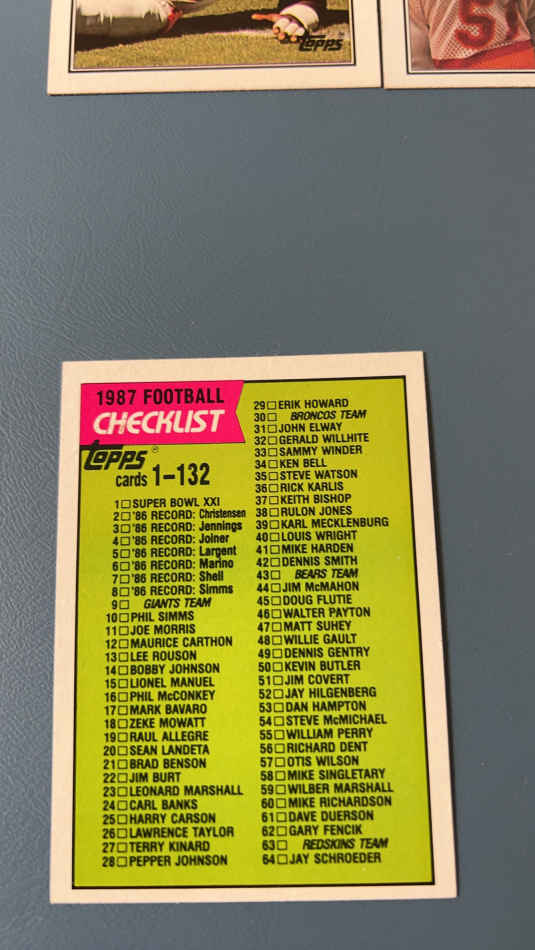 Topps
5
1987 FOOTBALL
CHECKLIST
Topps®
cards 1-132
1□SUPER BOWL XXI
2□'86 RECORD: Christensen
3□'86 RECORD: Jennings
4□'86 RECORD: Joiner
5□'86 RECORD: Largent
6□'86 RECORD: Marino
7□'86 RECORD: Shell
8□'86 RECORD: Simms
9□ GIANTS TEAM
10□PHIL SIMMS
11□JOE MORRIS
12□MAURICE CARTHON
13□LEE ROUSON
14□BOBBY JOHNSON
15□LIONEL MANUEL
16□PHIL McCONKEY
17□MARK BAVARO
18□ZEKE MOWATT
19□RAUL ALLEGRE
20□SEAN LANDETA
21□BRAD BENSON
22□JIM BURT
23□LEONARD MARSHALL
24□CARL BANKS
25□HARRY CARSON
26□LAWRENCE TAYLOR
27□TERRY KINARD
28□PEPPER JOHNSON
29□ERIK HOWARD
30□ BRONCOS TEAM
31□JOHN ELWAY
32□GERALD WILLHITE
33□SAMMY WINDER
34□KEN BELL
35□STEVE WATSON
36□RICK KARLIS
37□KEITH BISHOP
38□RULON JONES
39□KARL MECKLENBURG
40□LOUIS WRIGHT
41□MIKE HARDEN
42□DENNIS SMITH
43□ BEARS TEAM
44□JIM McMAHON
45□DOUG FLUTIE
46□WALTER PAYTON
47□MATT SUHEY
48□WILLIE GAULT
49□DENNIS GENTRY
50□KEVIN BUTLER
51□JIM COVERT
52□JAY HILGENBERG
53□DAN HAMPTON
54□STEVE McMICHAEL
55□WILLIAM PERRY
56□RICHARD DENT
57□OTIS WILSON
58□MIKE SINGLETARY
59□WILBER MARSHALL
60□MIKE RICHARDSON
61□DAVE DUERSON
62□GARY FENCIK
63□ REDSKINS TEAM
64□JAY SCHROEDER